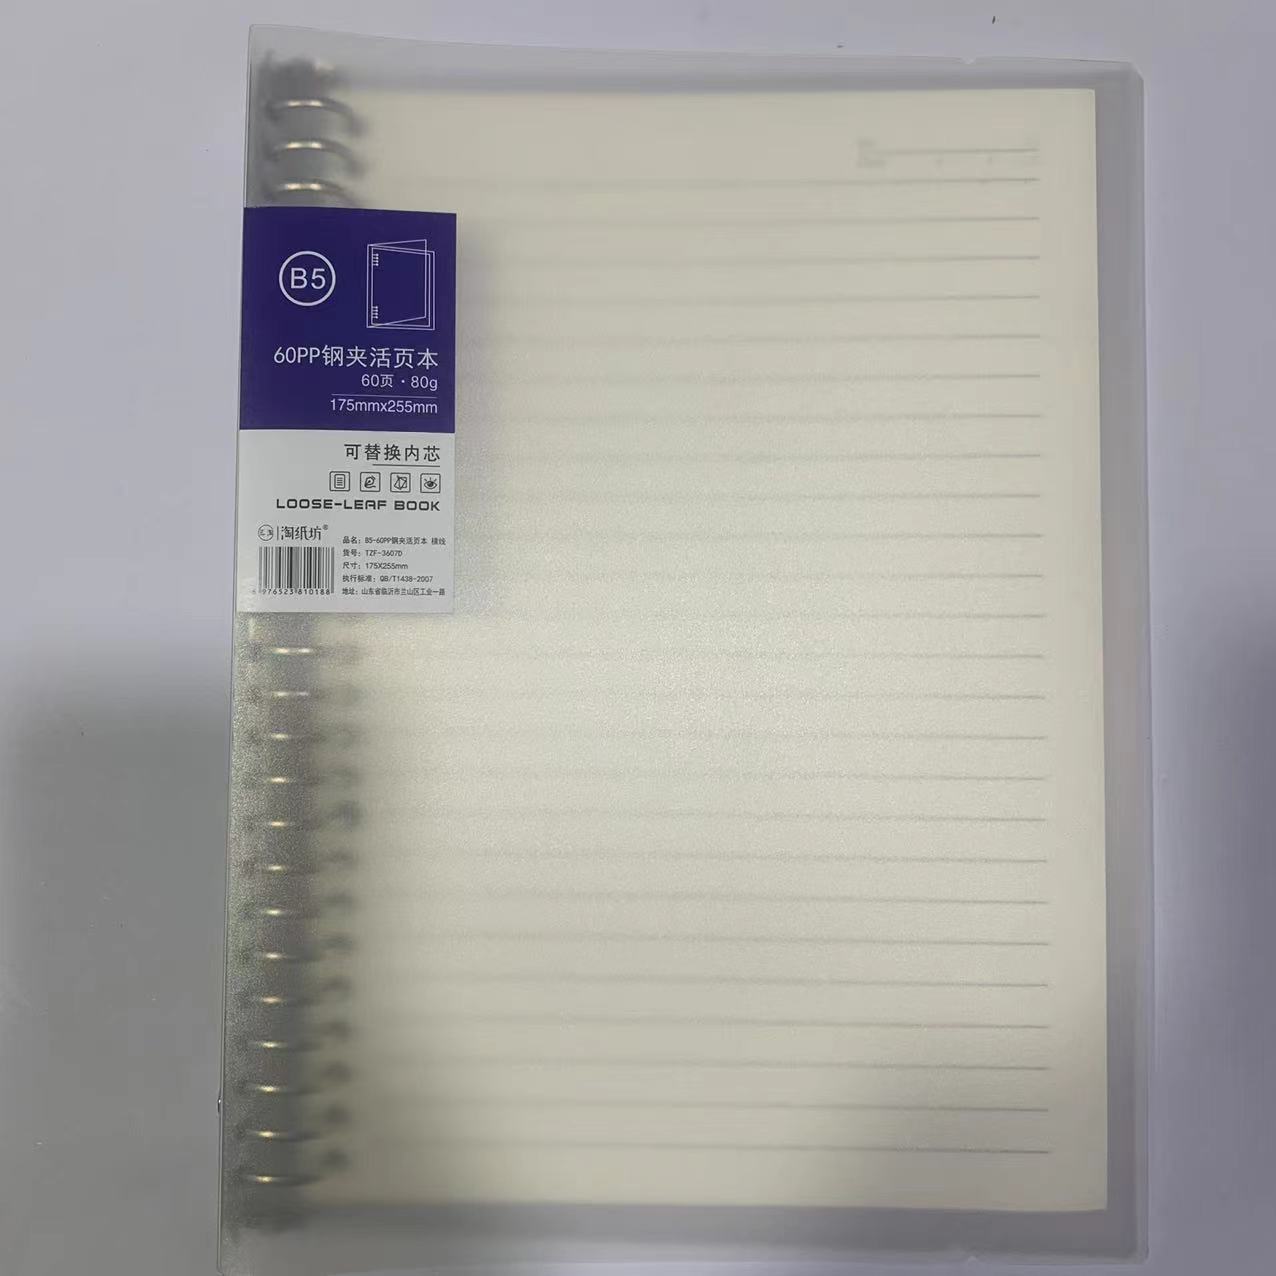 B5
60PP钢夹活页本
60页·80g
175mmx255mm
可替换内芯
LOOSE-LEAF BOOK
淘纸坊®
品名：B5-60PP钢夹活页本 横线
货号：TZF-3607D
尺寸：175X255mm
执行标准：QB/T1438-2007
地址：山东省临沂市兰山区工业一路
6 976523 810188